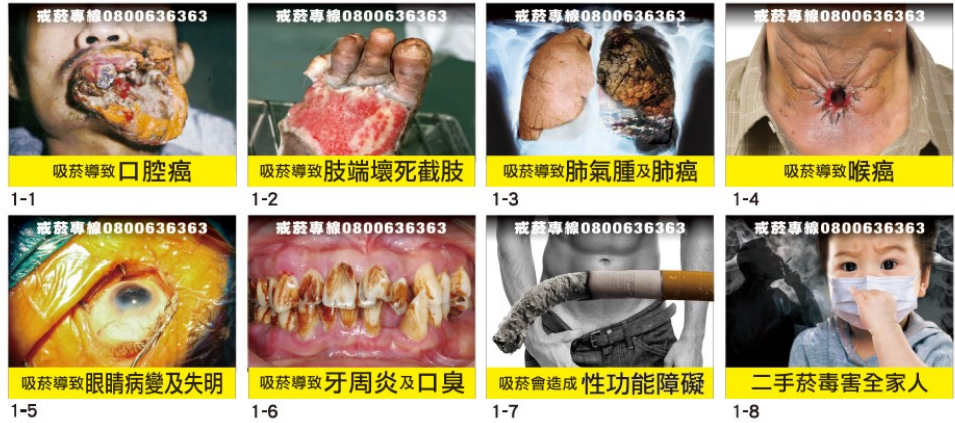 戒菸專線0800636363
吸菸導致口腔癌
1-1
戒菸專線0800636363
吸菸導致肢端壞死截肢
1-2
戒菸專線0800636363
吸菸導致肺氣腫及肺癌
1-3
戒菸專線0800636363
吸菸導致喉癌
1-4
戒菸專線0800636363
吸菸導致眼睛病變及失明
1-5
戒菸專線0800636363
吸菸導致牙周炎及口臭
1-6
戒菸專線0800636363
吸菸會造成性功能障礙
1-7
戒菸專線0800636363
二手菸毒害全家人
1-8